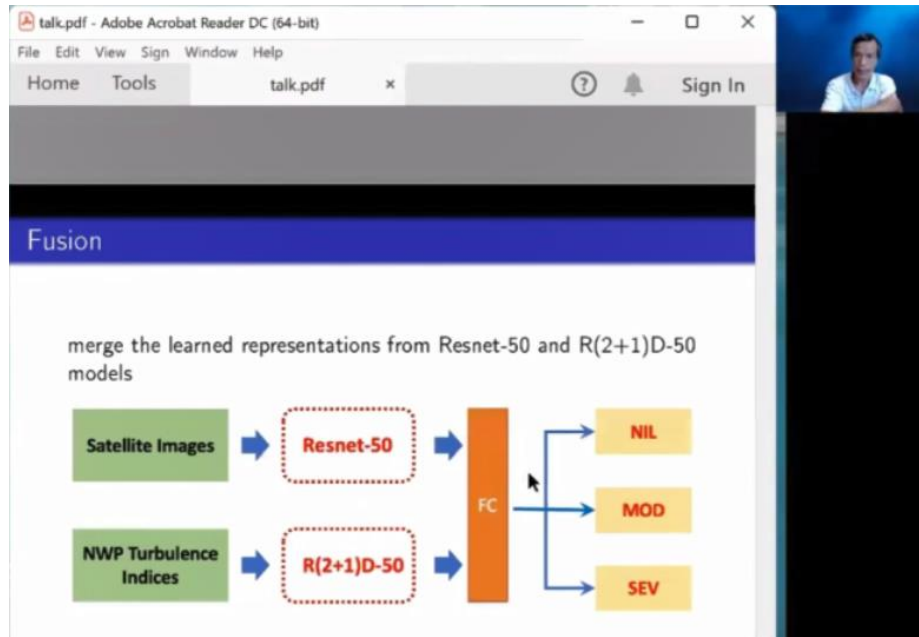 talk.pdf - Adobe Acrobat Reader DC (64-bit)
File Edit View Sign Window Help
Home Tools talk.pdf × ? Sign In
Fusion
merge the learned representations from Resnet-50 and R(2+1)D-50
models
Satellite Images
Resnet-50
NWP Turbulence
Indices
R(2+1)D-50
FC
NIL
MOD
SEV